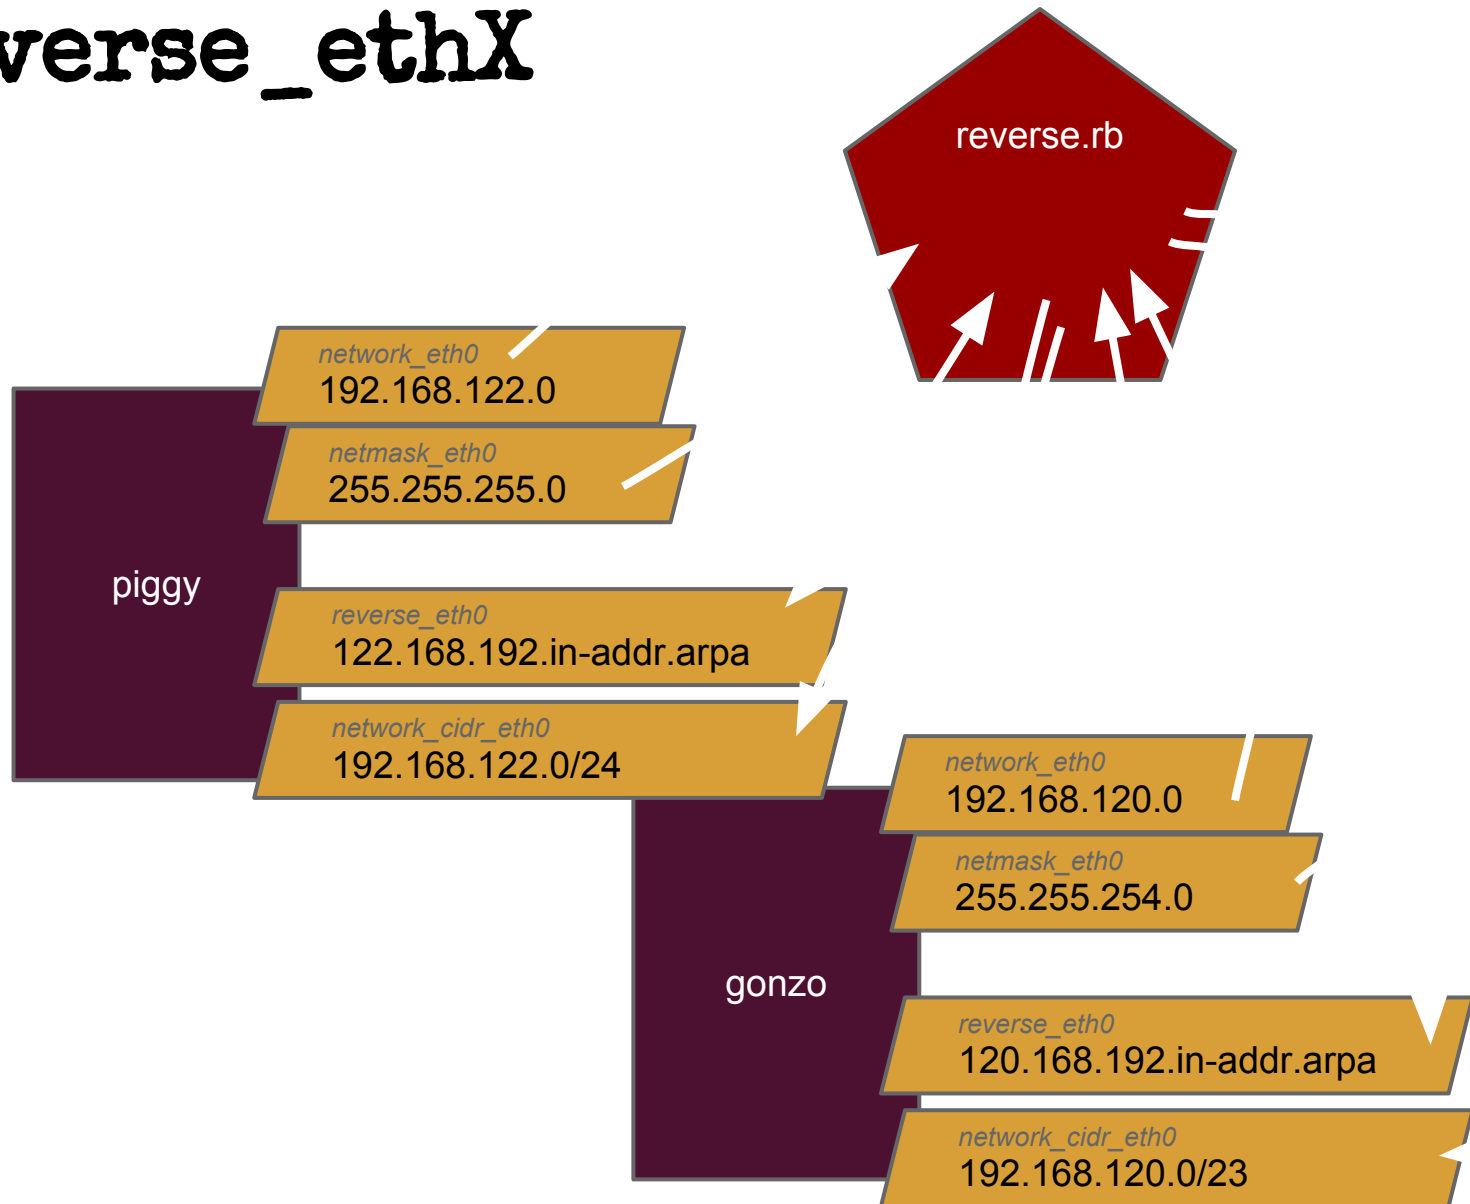 verse_ethX
reverse.rb
network_eth0
192.168.122.0
netmask_eth0
255.255.255.0
piggy
reverse_eth0
122.168.192.in-addr.arpa
network_cidr_eth0
192.168.122.0/24
network_eth0
192.168.120.0
netmask_eth0
255.255.254.0
gonzo
reverse_eth0
120.168.192.in-addr.arpa
network_cidr_eth0
192.168.120.0/23